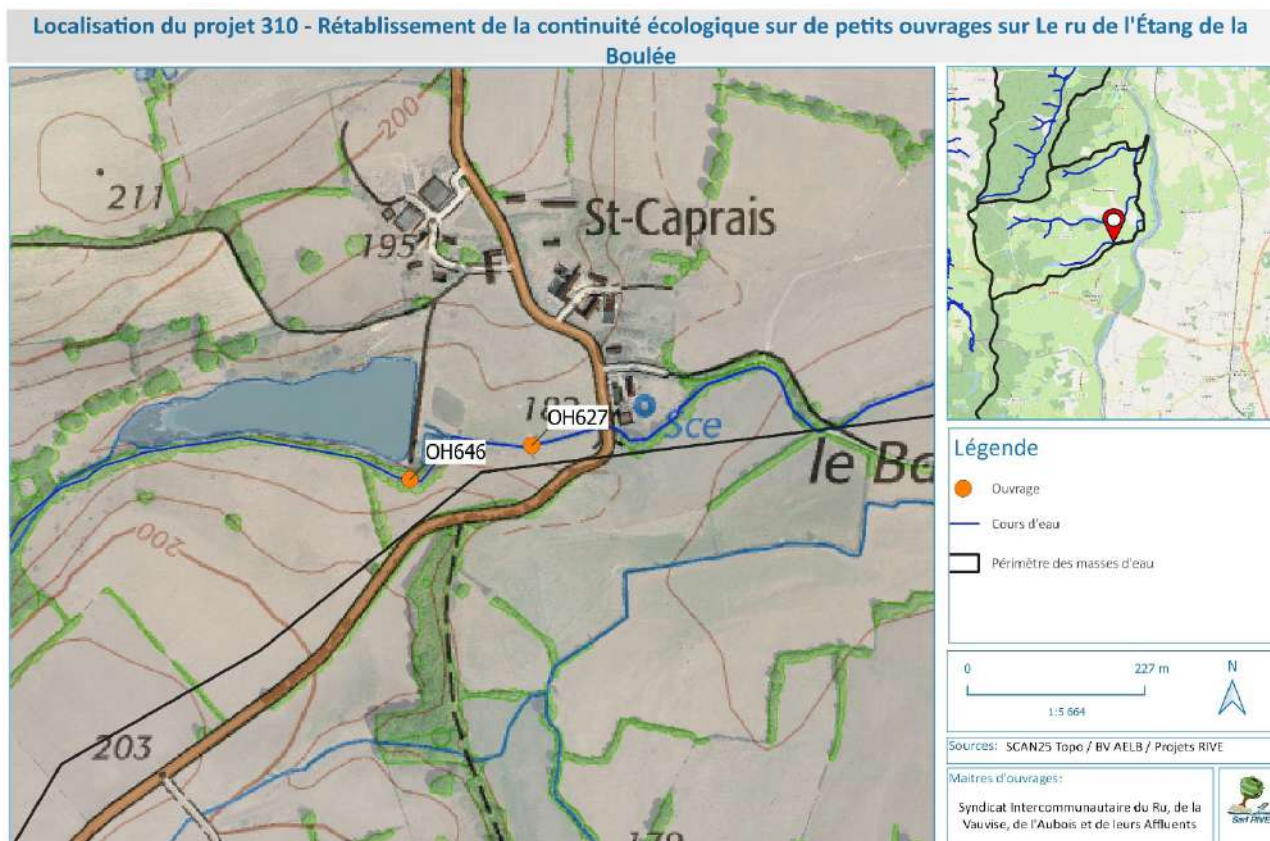 Localisation du projet 310 - Rétablissement de la continuité écologique sur de petits ouvrages sur Le ru de l'Étang de la
Boulée
200
211
St-Caprais
195
182
OH627
Sce
OH646
le Ba
200
203
179
Légende
Ouvrage
Cours d'eau
Périmètre des masses d'eau
0 227 m
N
1:5 664
Sources: SCAN25 Topo / BV AELB / Projets RIVE
Maitres d'ouvrages:
Syndicat Intercommunautaire du Ru, de la
Vauvise, de l'Aubois et de leurs Affluents